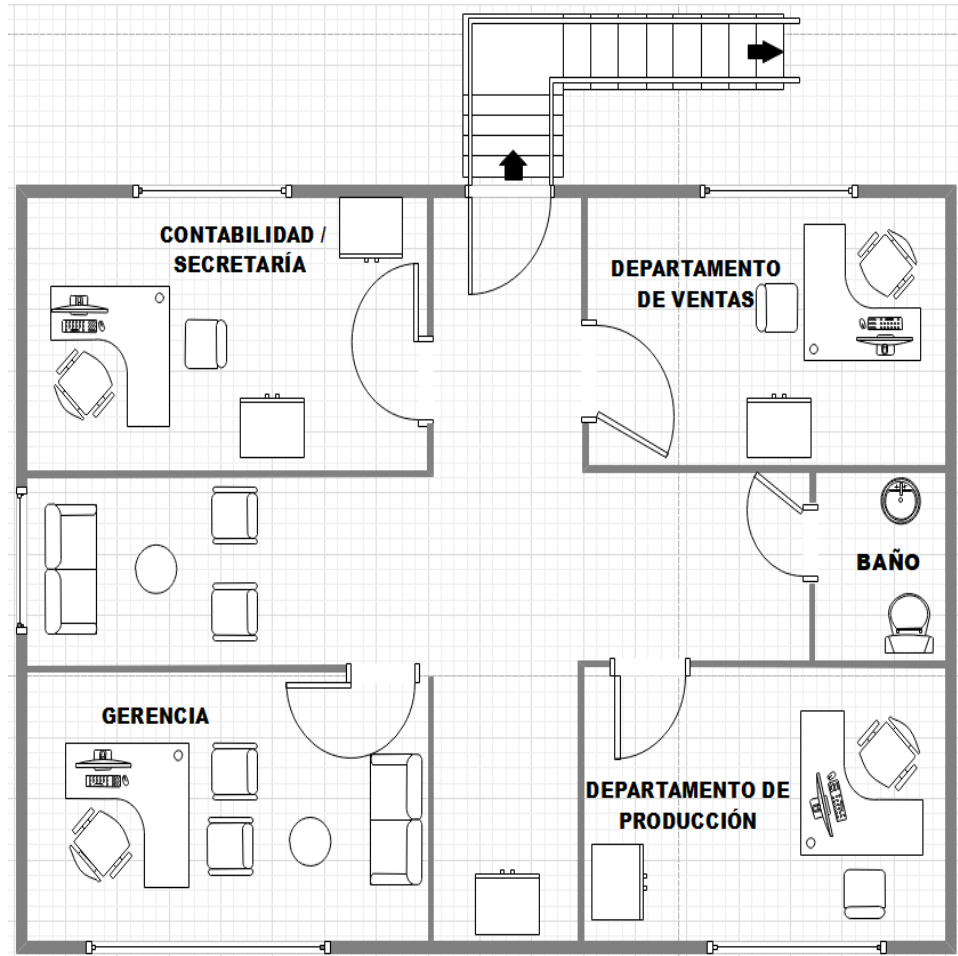 CONTABILIDAD /
SECRETARÍA
DEPARTAMENTO
DE VENTAS
BAÑO
GERENCIA
DEPARTAMENTO DE
PRODUCCIÓN